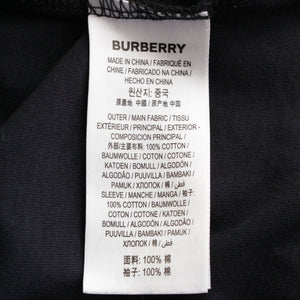 BURBERRY
MADE IN CHINA / FABRIQUÉ EN
CHINE / FABRICADO NA CHINA /
HECHO EN CHINA
원산지: 중국
原產地 中國 / 原产地 中国
OUTER / MAIN FABRIC / TISSU
EXTÉRIEUR / PRINCIPAL / EXTERIOR -
COMPOSICION PRINCIPAL /
外部/主要布料: 100% COTTON /
BAUMWOLLE / COTON / COTONE /
KATOEN / BOMULL / ALGODÓN /
ALGODÃO / PUUVILLA / BAMBAKI /
PAMUK / ХЛОПОК / 棉 / قطن /
SLEEVE / MANCHE / MANGA / 袖子:
100% COTTON / BAUMWOLLE /
COTON / COTONE / KATOEN /
BOMULL / ALGODÓN / ALGODÃO /
PUUVILLA / BAMBAKI / PAMUK /
ХЛОПОК / 棉 / قطن /
面料: 100% 棉
袖子: 100% 棉